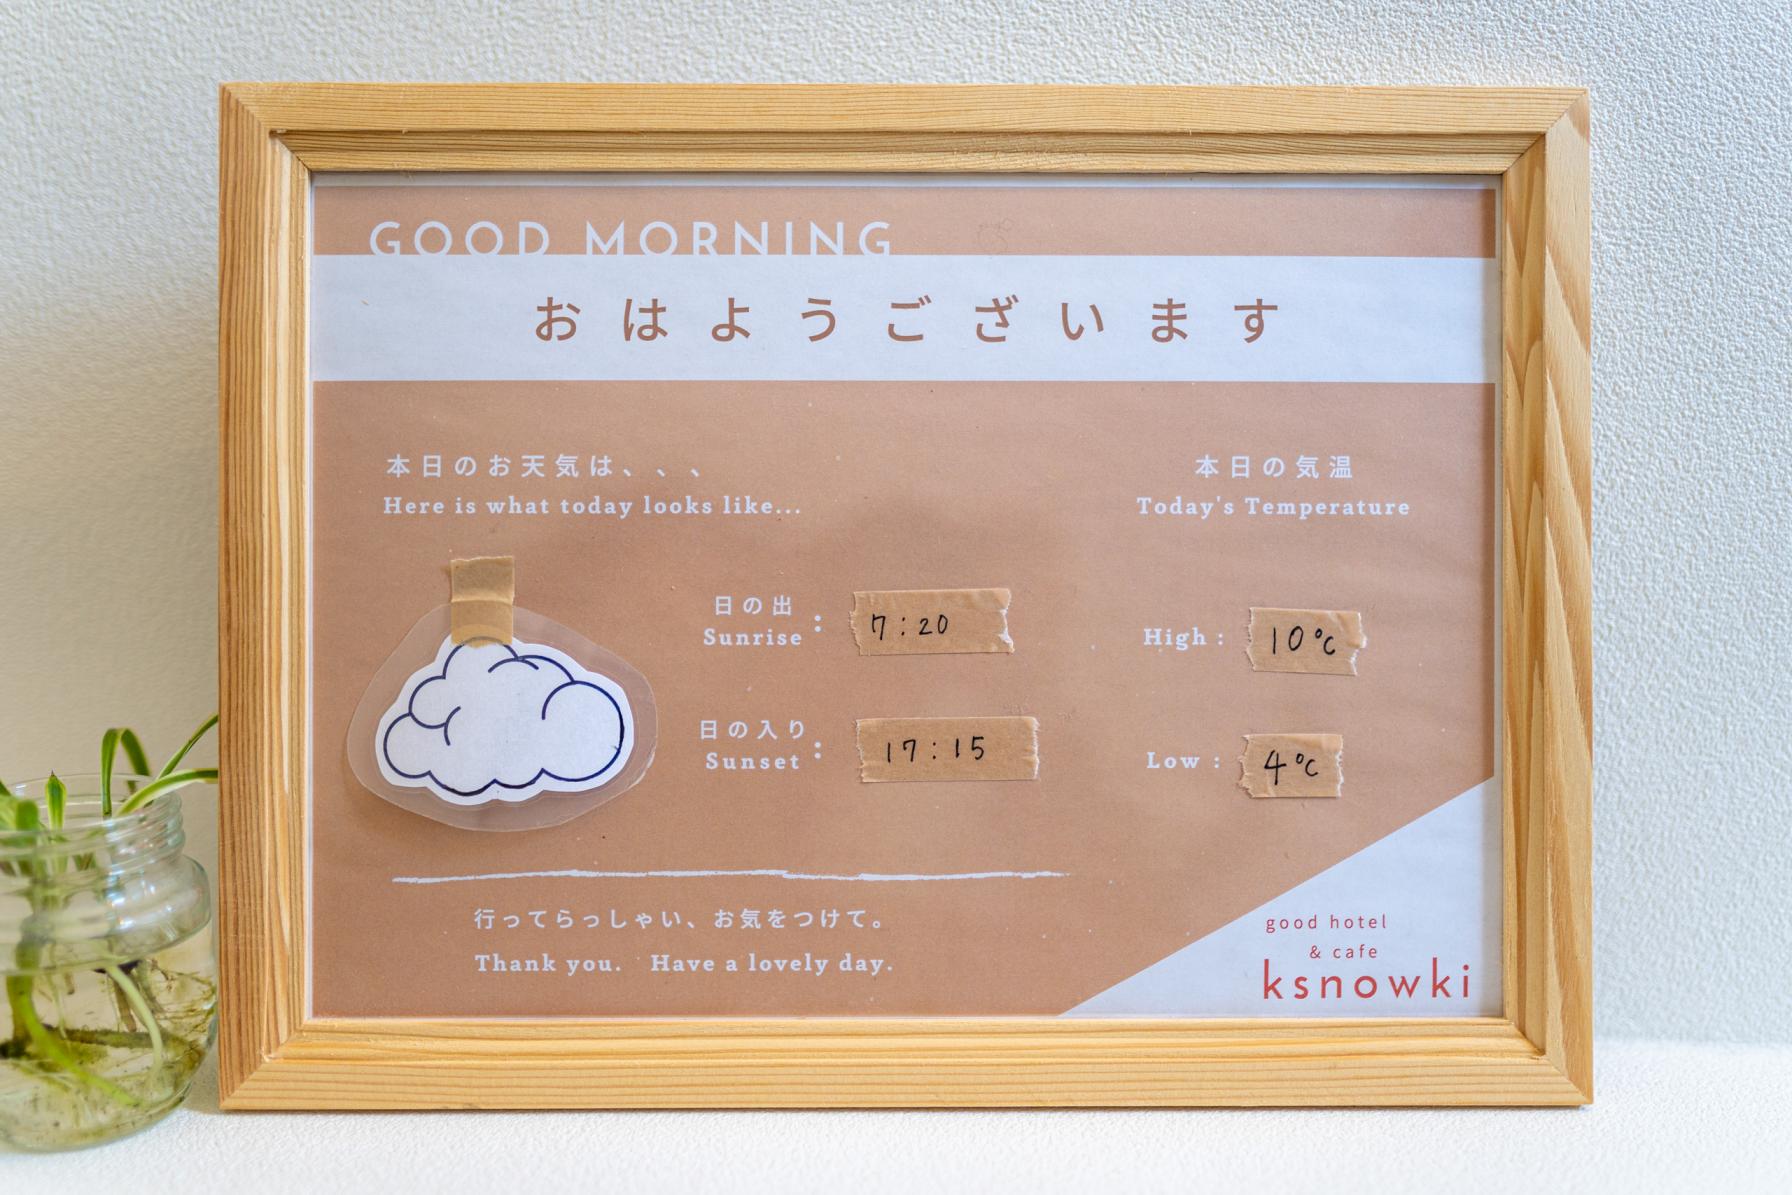 GOOD MORNING
おはようございます
本日のお天気は、、、
Here is what today looks like...
日の出
Sunrise :
7:20
日の入り
Sunset :
17:15
本日の気温
Today's Temperature
High : 10℃
Low : 4℃
行ってらっしゃい、お気をつけて。
Thank you. Have a lovely day.
good hotel
& cafe
ksnowki